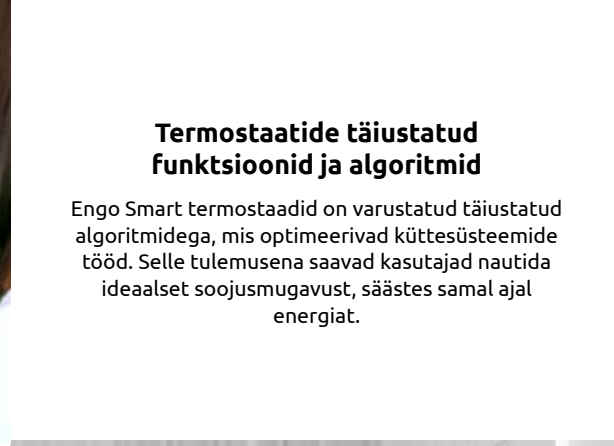 Termostaatide täiustatud
funktsioonid ja algoritmid
Engo Smart termostaadid on varustatud täiustatud
algoritmidega, mis optimeerivad küttesüsteemide
tööd. Selle tulemusena saavad kasutajad nautida
ideaalset soojusmugavust, säästes samal ajal
energiat.